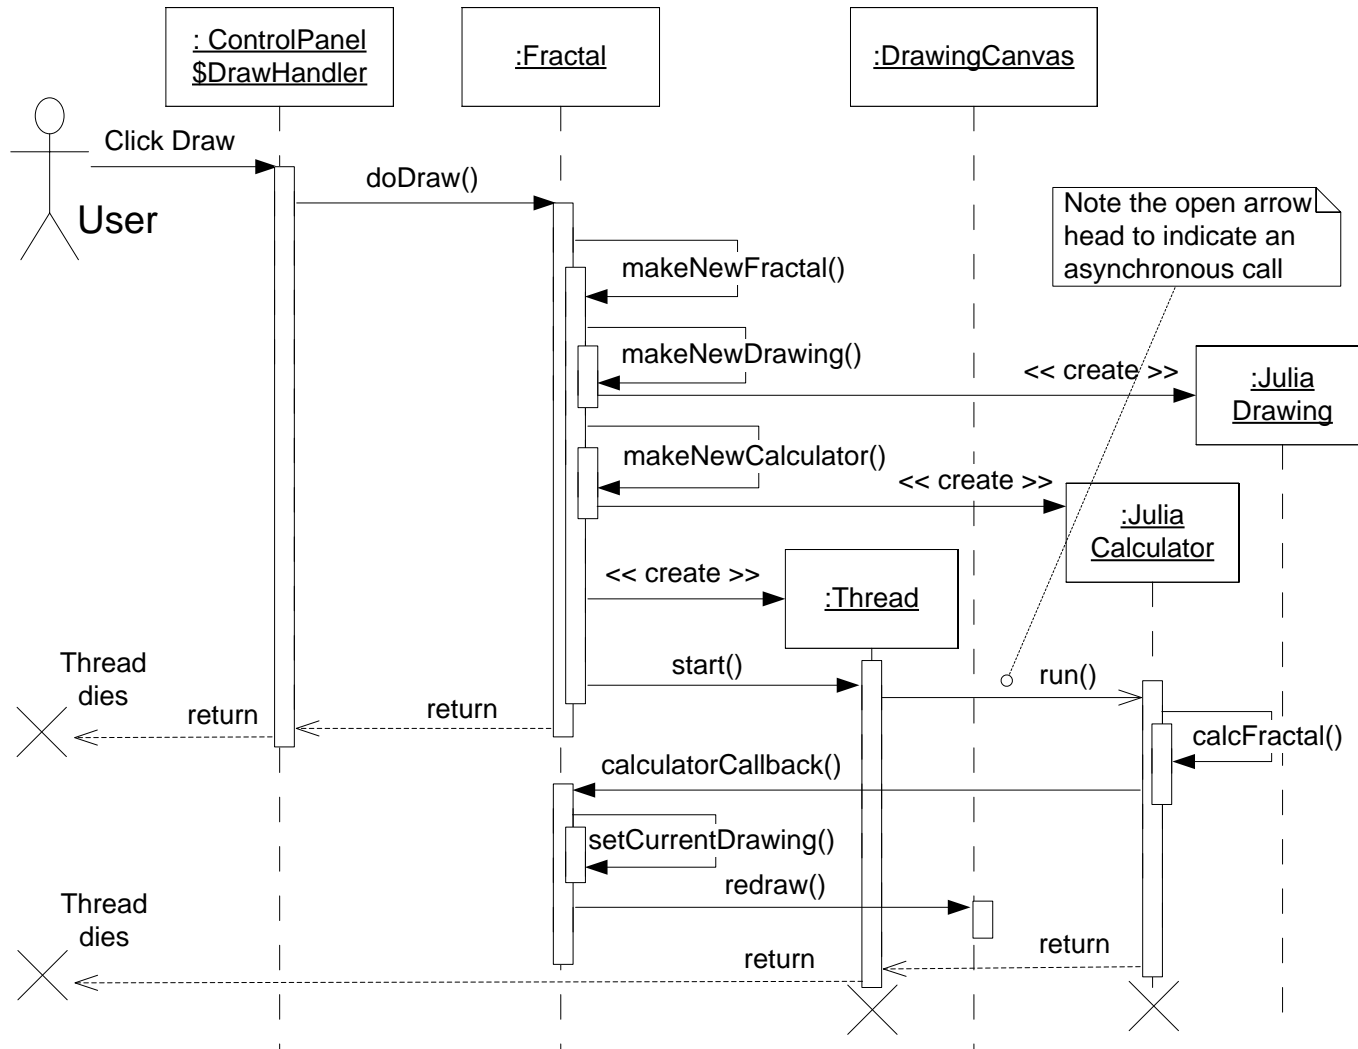 : ControlPanel
$DrawHandler
:Fractal
:DrawingCanvas
Click Draw
User
doDraw()
Note the open arrow
head to indicate an
asynchronous call
makeNewFractal()
makeNewDrawing()
<< create >>
:Julia
Drawing
makeNewCalculator()
<< create >>
:Julia
Calculator
<< create >>
:Thread
Thread
dies
return
return
start()
run()
calcFractal()
calculatorCallback()
setCurrentDrawing()
redraw()
Thread
dies
return
return